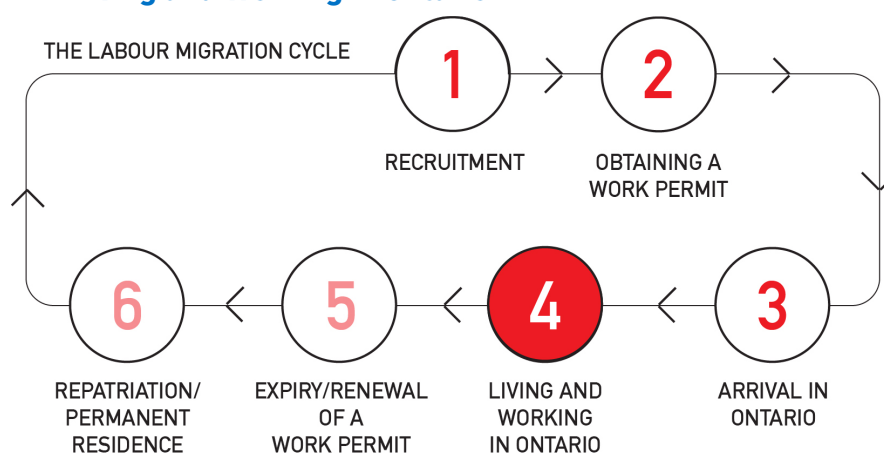 THE LABOUR MIGRATION CYCLE
1
2
RECRUITMENT
OBTAINING A
WORK PERMIT
6
5
4
3
REPATRIATION/
PERMANENT
RESIDENCE
EXPIRY/RENEWAL
OF A
WORK PERMIT
LIVING AND
WORKING
IN ONTARIO
ARRIVAL IN
ONTARIO